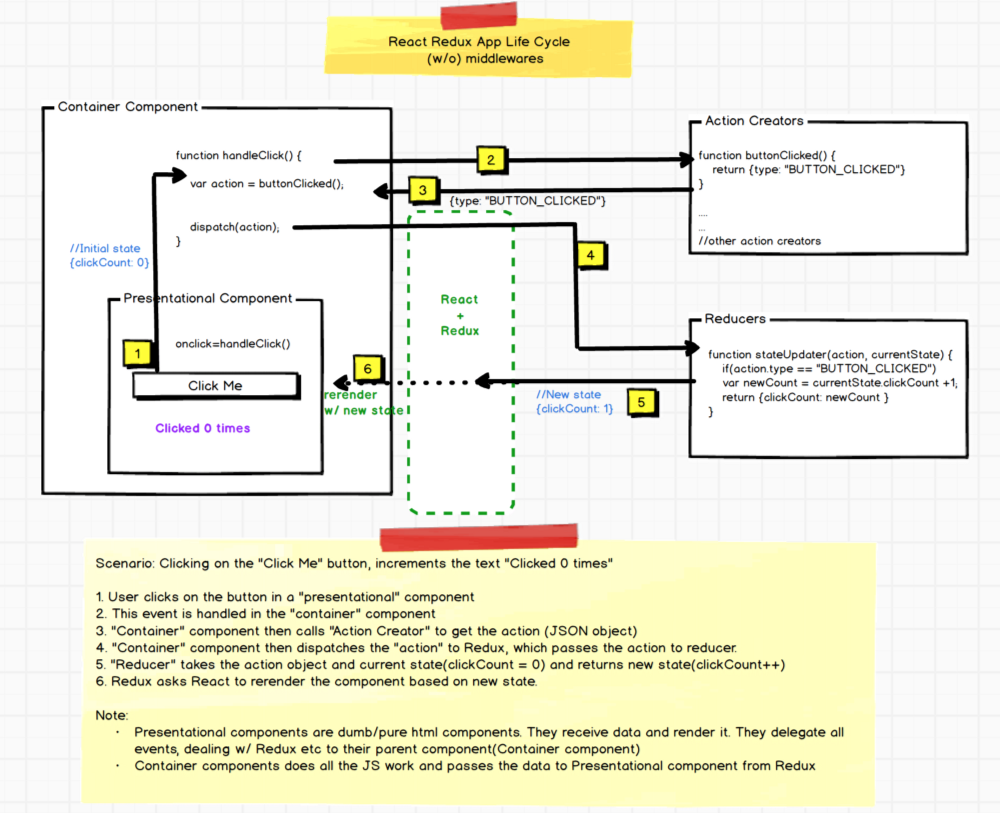 React Redux App Life Cycle
(w/o) middlewares
Container Component
function handleClick() {
var action = buttonClicked();
dispatch(action);
}
//Initial state
{clickCount: 0}
Presentational Component
1
onclick=handleClick()
Click Me
Clicked 0 times
2
3
{type: "BUTTON_CLICKED"}
Action Creators
function buttonClicked() {
return {type: "BUTTON_CLICKED"}
}
....
...
//other action creators
4
React
+
Redux
6
rerender
w/ new state
Reducers
function stateUpdater(action, currentState) {
if(action.type == "BUTTON_CLICKED")
var newCount = currentState.clickCount +1;
return {clickCount: newCount }
}
//New state
{clickCount: 1}
5
Scenario: Clicking on the "Click Me" button, increments the text "Clicked 0 times"
1. User clicks on the button in a "presentational" component
2. This event is handled in the "container" component
3. "Container" component then calls "Action Creator" to get the action (JSON object)
4. "Container" component then dispatches the "action" to Redux, which passes the action to reducer.
5. "Reducer" takes the action object and current state(clickCount = 0) and returns new state(clickCount++)
6. Redux asks React to rerender the component based on new state.
Note:
· Presentational components are dumb/pure html components. They receive data and render it. They delegate all
events, dealing w/ Redux etc to their parent component(Container component)
· Container components does all the JS work and passes the data to Presentational component from Redux